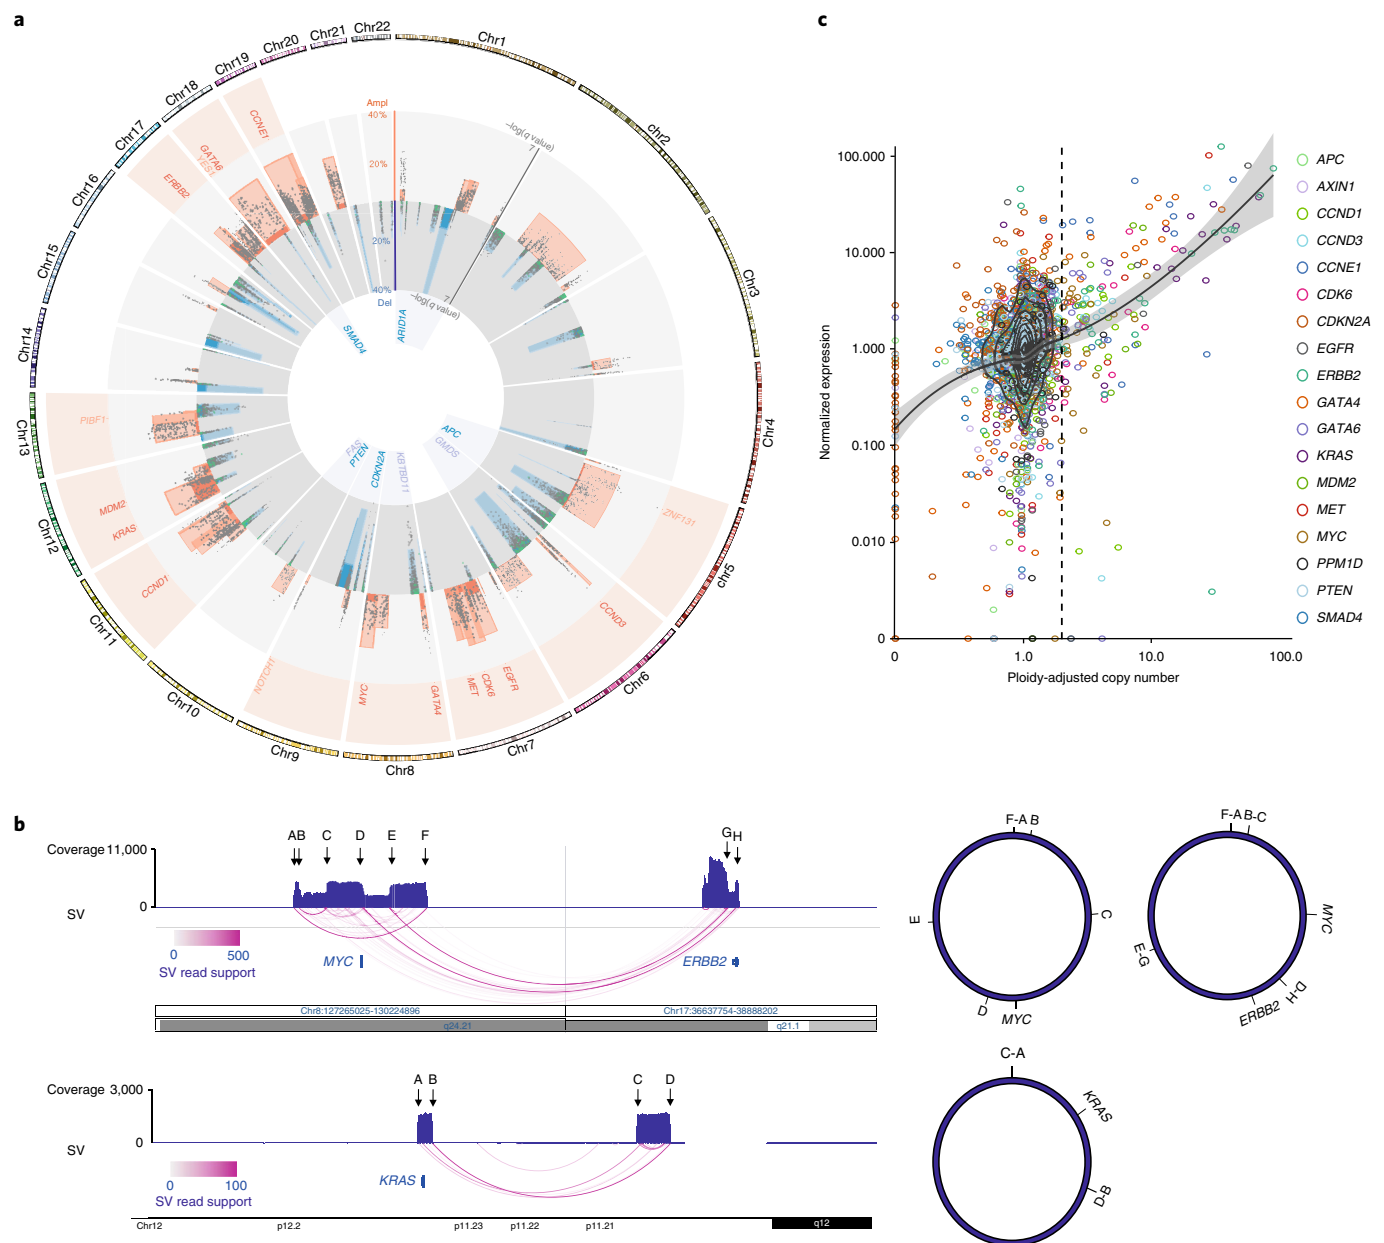 a
Chr1
chr2
Chr3
Chr4
chr5
Chr6
Chr7
Chr8
Chr9
Chr10
Chr11
Chr12
Chr13
Chr14
Chr15
Chr16
Chr17
Chr18
Chr19
Chr20
Chr21
Chr22
Ampl
40%
20%
20%
40%
Del
–log(q value)
7
–log(q value)
7
CCNE1
GATA6
YES1
ERBB2
PIBF1
MDM2
KRAS
CCND1
NOTCH1
MYC
GATA4
MET
CDK6
EGFR
CCND3
ZNF131
SMAD4
ARID1A
APC
GMDS
FAS
PTEN
CDKN2A
KBTBD11
c
Normalized expression
100.000
10.000
1.000
0.100
0.010
0
0
1.0
10.0
100.0
Ploidy-adjusted copy number
APC
AXIN1
CCND1
CCND3
CCNE1
CDK6
CDKN2A
EGFR
ERBB2
GATA4
GATA6
KRAS
MDM2
MET
MYC
PPM1D
PTEN
SMAD4
b
A B C D E F G H
Coverage 11,000
0
SV
0 500
SV read support
MYC
ERBB2
Chr8:127265025-130224896
Chr17:36637754-38888202
q24.21
q21.1
F-A B
C
MYC
D
E
F-A B-C
MYC
D-H
ERBB2
E-G
A B C D
Coverage 3,000
0
SV
0 100
SV read support
KRAS
Chr12
p12.2
p11.23
p11.22
p11.21
q12
C-A
KRAS
D-B